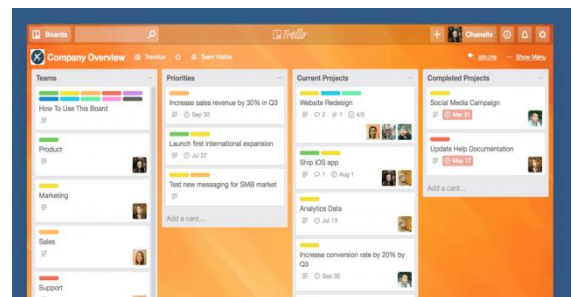 Boards
Trello
Chanelle
Company Overview
Trendius
Team Visible
join.me
Show Menu
Teams
How To Use This Board
Product
Marketing
Sales
Support
Priorities
Increase sales revenue by 30% in Q3
Sep 30
Launch first international expansion
Jul 22
Test new messaging for SMB market
Add a card...
Current Projects
Website Redesign
2
1
4/5
Ship iOS app
1
Aug 1
Analytics Data
Jul 13
Increase conversion rate by 20% by
Q3
Sep 30
Completed Projects
Social Media Campaign
Mar 31
Update Help Documentation
May 17
Add a card...